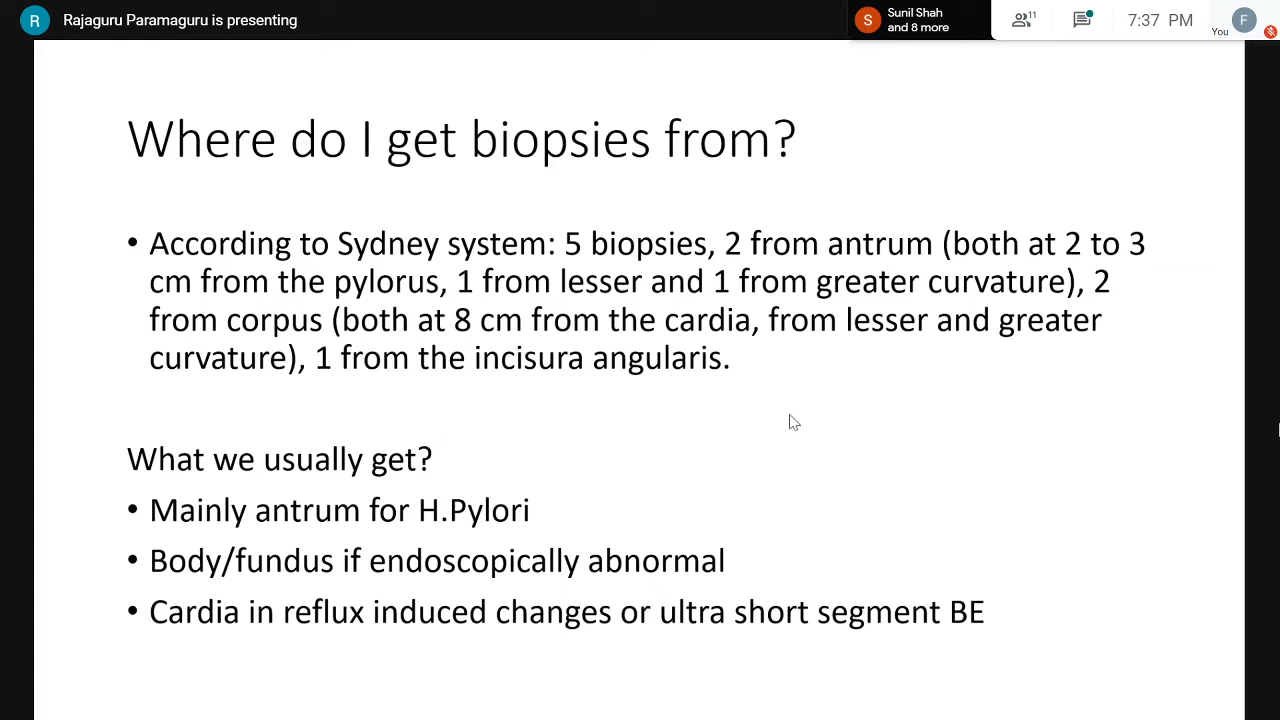 R Rajaguru Paramaguru is presenting
S Sunil Shah
and 8 more
11
7:37 PM
You F
Where do I get biopsies from?
• According to Sydney system: 5 biopsies, 2 from antrum (both at 2 to 3
cm from the pylorus, 1 from lesser and 1 from greater curvature), 2
from corpus (both at 8 cm from the cardia, from lesser and greater
curvature), 1 from the incisura angularis.
What we usually get?
• Mainly antrum for H.Pylori
• Body/fundus if endoscopically abnormal
• Cardia in reflux induced changes or ultra short segment BE